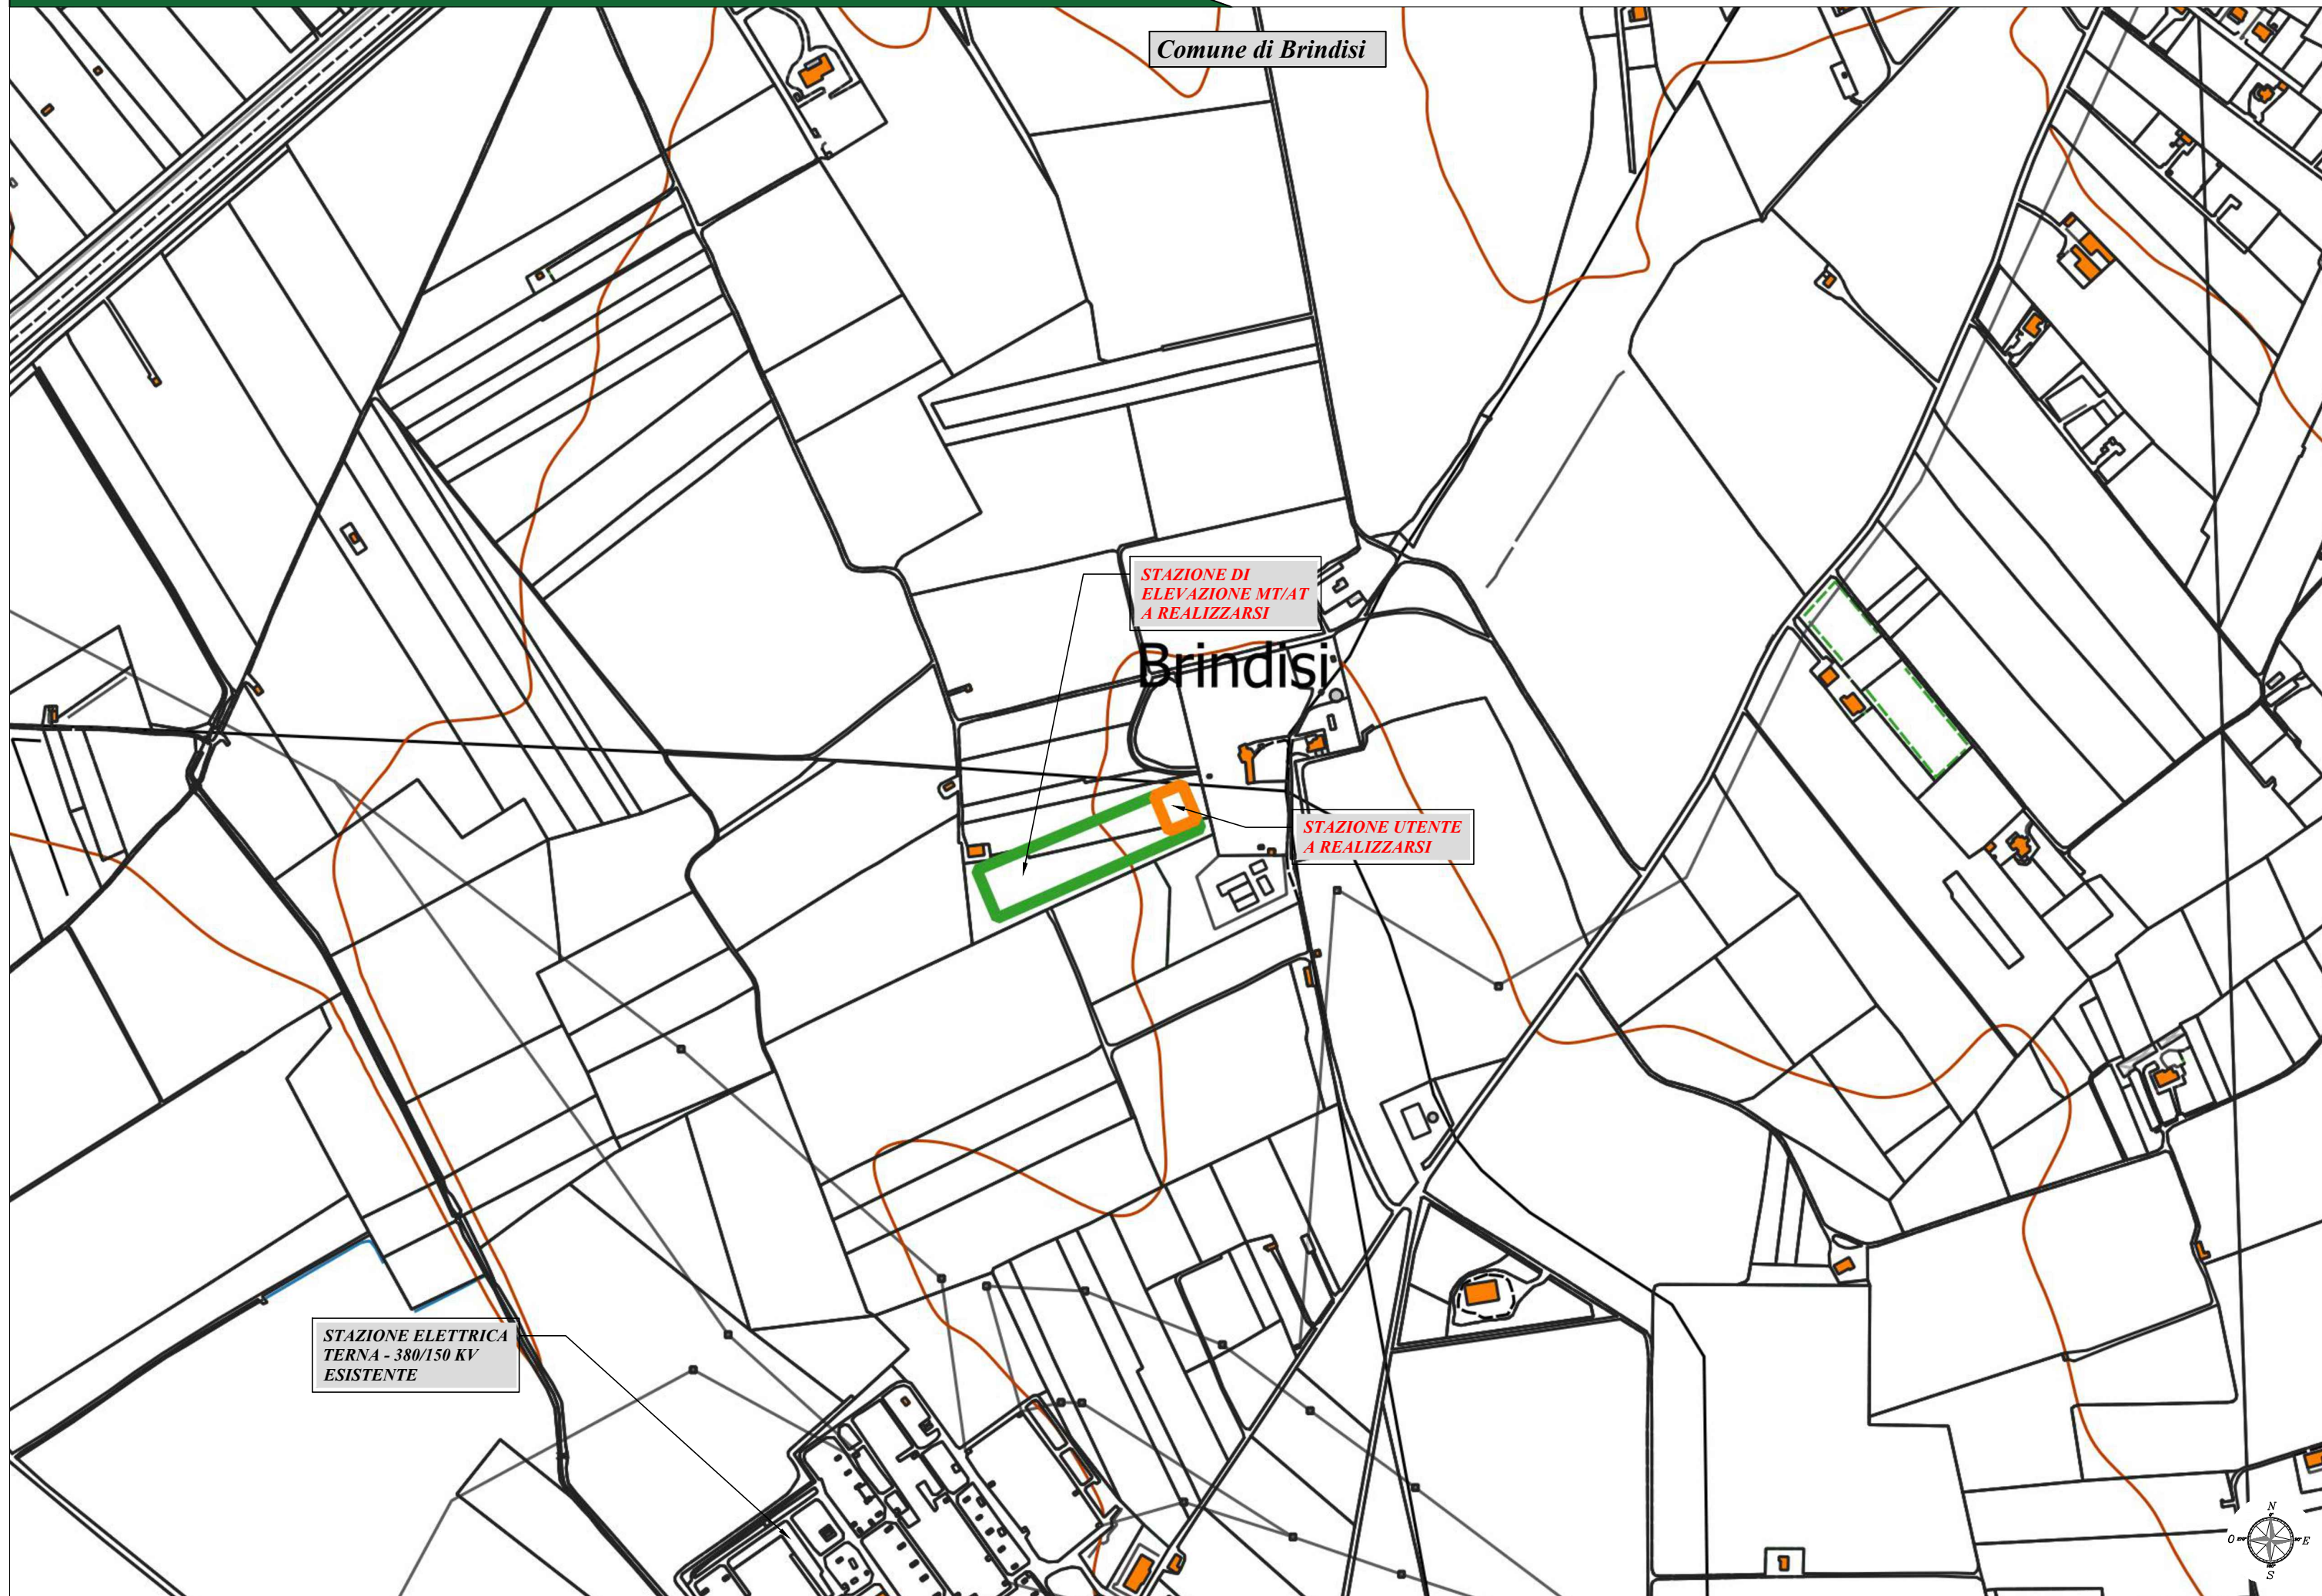 Comune di Brindisi
STAZIONE DI
ELEVAZIONE MT/AT
A REALIZZARSI
Brindisi
STAZIONE UTENTE
A REALIZZARSI
STAZIONE ELETTRICA
TERNA - 380/150 KV
ESISTENTE
N
O E
S